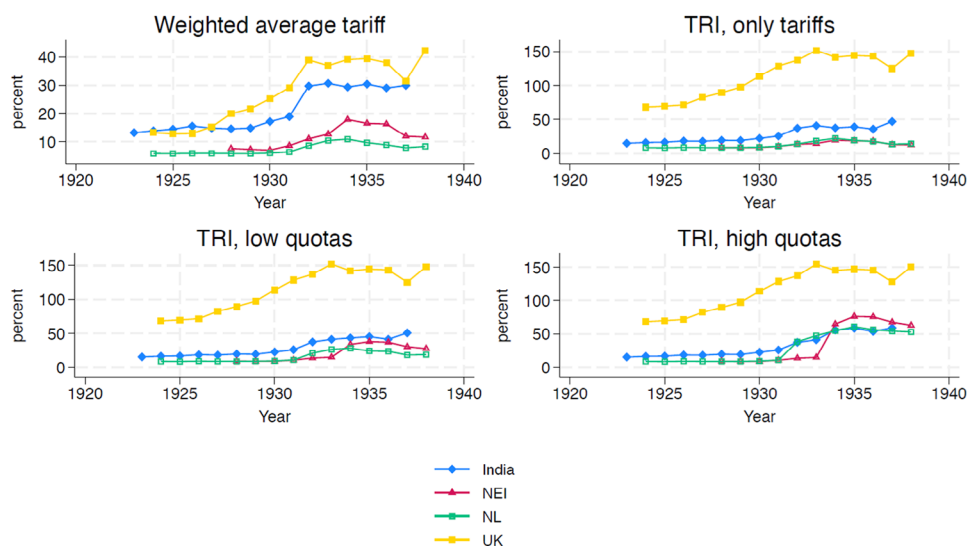 Weighted average tariff
percent
40
30
20
10
1920 1925 1930 1935 1940
Year
TRI, only tariffs
percent
150
100
50
0
1920 1925 1930 1935 1940
Year
TRI, low quotas
percent
150
100
50
0
1920 1925 1930 1935 1940
Year
TRI, high quotas
percent
150
100
50
0
1920 1925 1930 1935 1940
Year
India
NEI
NL
UK